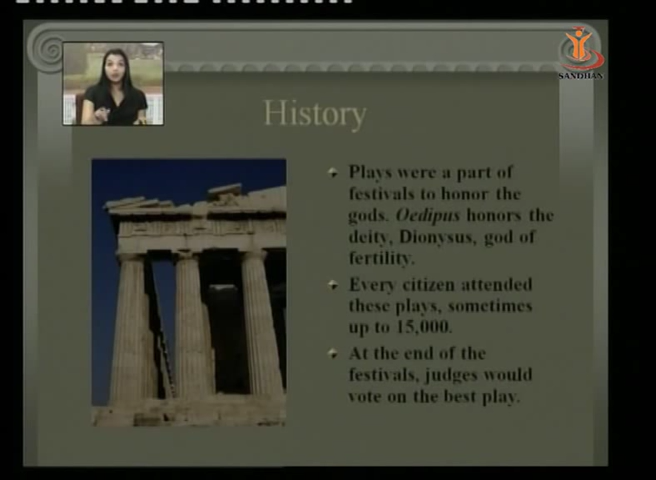 SANDHAN
History
Plays were a part of
festivals to honor the
gods. Oedipus honors the
deity, Dionysus, god of
fertility.
Every citizen attended
these plays, sometimes
up to 15,000.
At the end of the
festivals, judges would
vote on the best play.